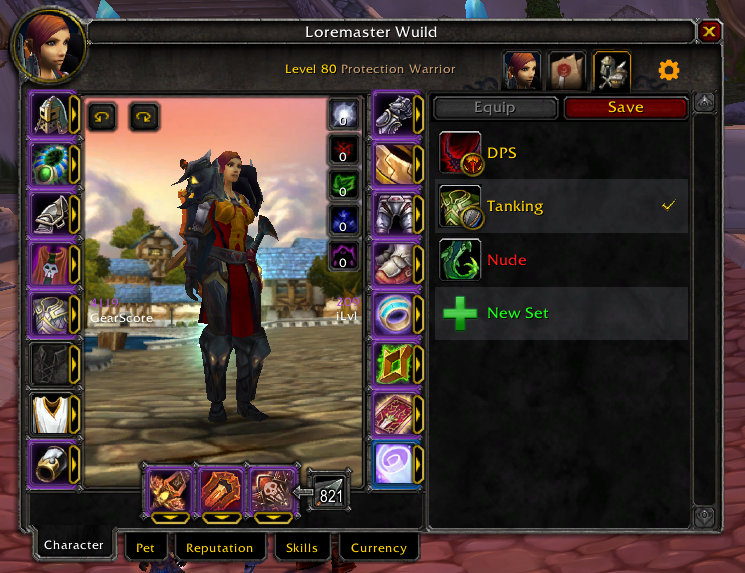 Loremaster Wuild
Level 80 Protection Warrior
Equip
Save
0
0
0
0
0
DPS
Tanking
Nude
New Set
GearScore
iLvl
821
Character
Pet
Reputation
Skills
Currency